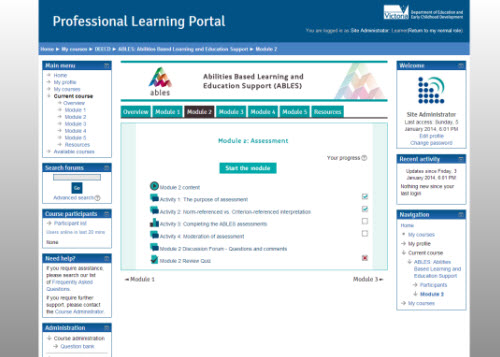 Professional Learning Portal
Victoria
Department of Education and
Early Childhood Development
You are logged in as Site Administrator: Learner(Return to my normal role)
Home ► My courses ► DEECD ► ABLES: Abilities Based Learning and Education Support ► Module 2
Main menu
Home
My profile
My courses
Current course
Overview
Module 1
Module 2
Module 3
Module 4
Module 5
Resources
Available courses
Search forums
Go
Advanced search
Course participants
Participant list
Users online in last 20 mins
None
Need help?
If you require assistance,
please search our list
of Frequently Asked
Questions.
If you require further
support, please contact
the Course Administrator.
Administration
Course administration
Question bank
ables
Abilities Based Learning and
Education Support (ABLES)
Overview Module 1 Module 2 Module 3 Module 4 Module 5 Resources
Module 2: Assessment
Your progress
Start the module
Module 2 content
Activity 1: The purpose of assessment
Activity 2: Norm-referenced vs. Criterion-referenced interpretation
Activity 3: Completing the ABLES assessments
Activity 4: Moderation of assessment
Module 2 Discussion Forum - Questions and comments
Module 2 Review Quiz
◄ Module 1
Module 3 ►
Welcome
Site Administrator
Last access: Sunday, 5
January 2014, 6:01 PM
Edit profile
Change password
Recent activity
Updates since Friday, 3
January 2014, 6:01 PM
Nothing new since your
last login
Navigation
Home
My courses
My profile
Current course
ABLES: Abilities
Based Learning and
Education Support
Participants
Module 2
My courses